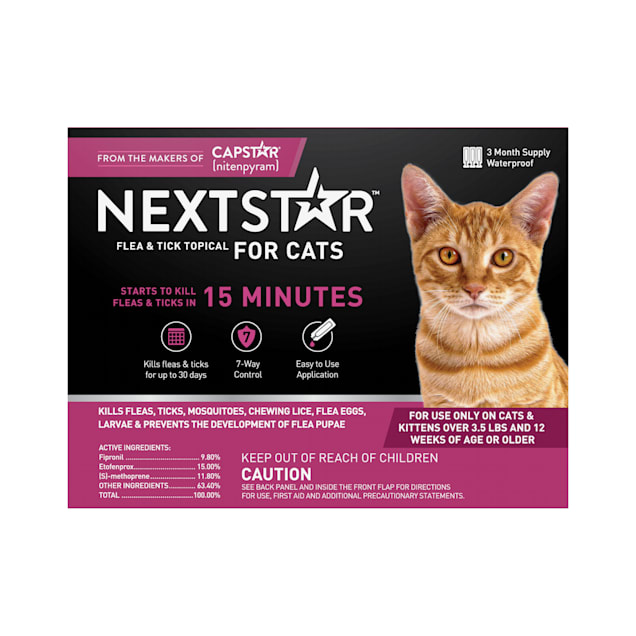 FROM THE MAKERS OF CAPSTAR®
[nitenpyram]
3 Month Supply
Waterproof
NEXTSTAR™
FLEA & TICK TOPICAL FOR CATS
STARTS TO KILL
FLEAS & TICKS IN 15 MINUTES
Kills fleas & ticks
for up to 30 days
7
7-Way
Control
Easy to Use
Application
KILLS FLEAS, TICKS, MOSQUITOES, CHEWING LICE, FLEA EGGS,
LARVAE & PREVENTS THE DEVELOPMENT OF FLEA PUPAE
FOR USE ONLY ON CATS &
KITTENS OVER 3.5 LBS AND 12
WEEKS OF AGE OR OLDER
ACTIVE INGREDIENTS:
Fipronil ........................ 9.80%
Etofenprox..................... 15.00%
(S)-methoprene................ 11.80%
OTHER INGREDIENTS......... 63.40%
TOTAL ........................100.00%
KEEP OUT OF REACH OF CHILDREN
CAUTION
SEE BACK PANEL AND INSIDE THE FRONT FLAP FOR DIRECTIONS
FOR USE, FIRST AID AND ADDITIONAL PRECAUTIONARY STATEMENTS.